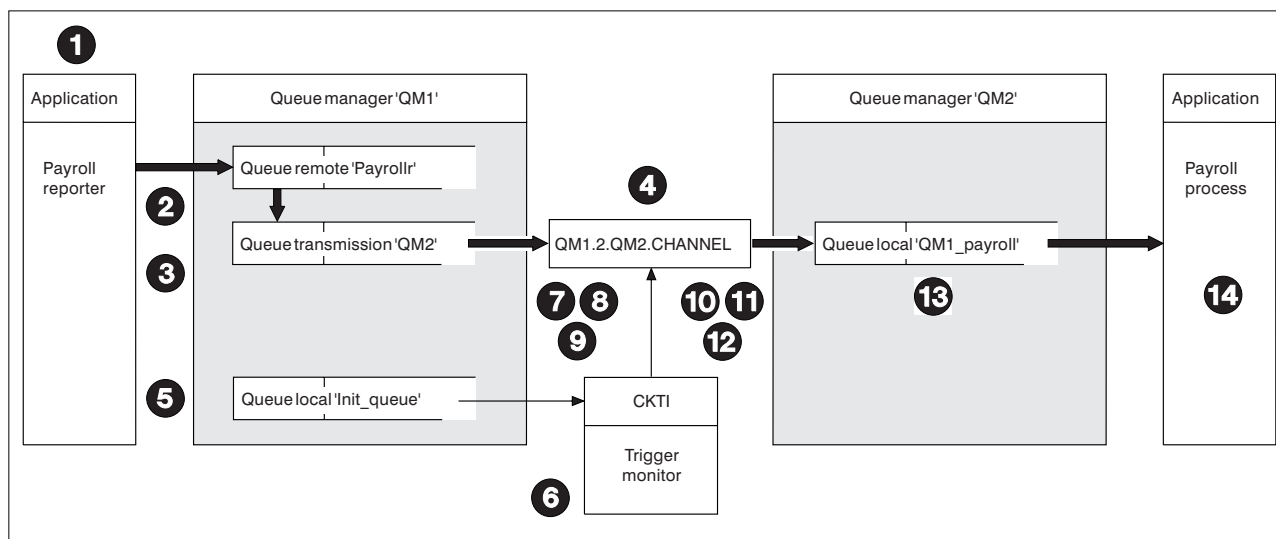 1
Application
Queue manager 'QM1'
Queue manager 'QM2'
Application
Payroll
reporter
Queue remote 'Payrollr'
Payroll
process
2
4
Queue transmission 'QM2'
QM1.2.QM2.CHANNEL
Queue local 'QM1_payroll'
3
7 8
10 11
13
14
9
12
5
Queue local 'Init_queue'
CKTI
Trigger
monitor
6